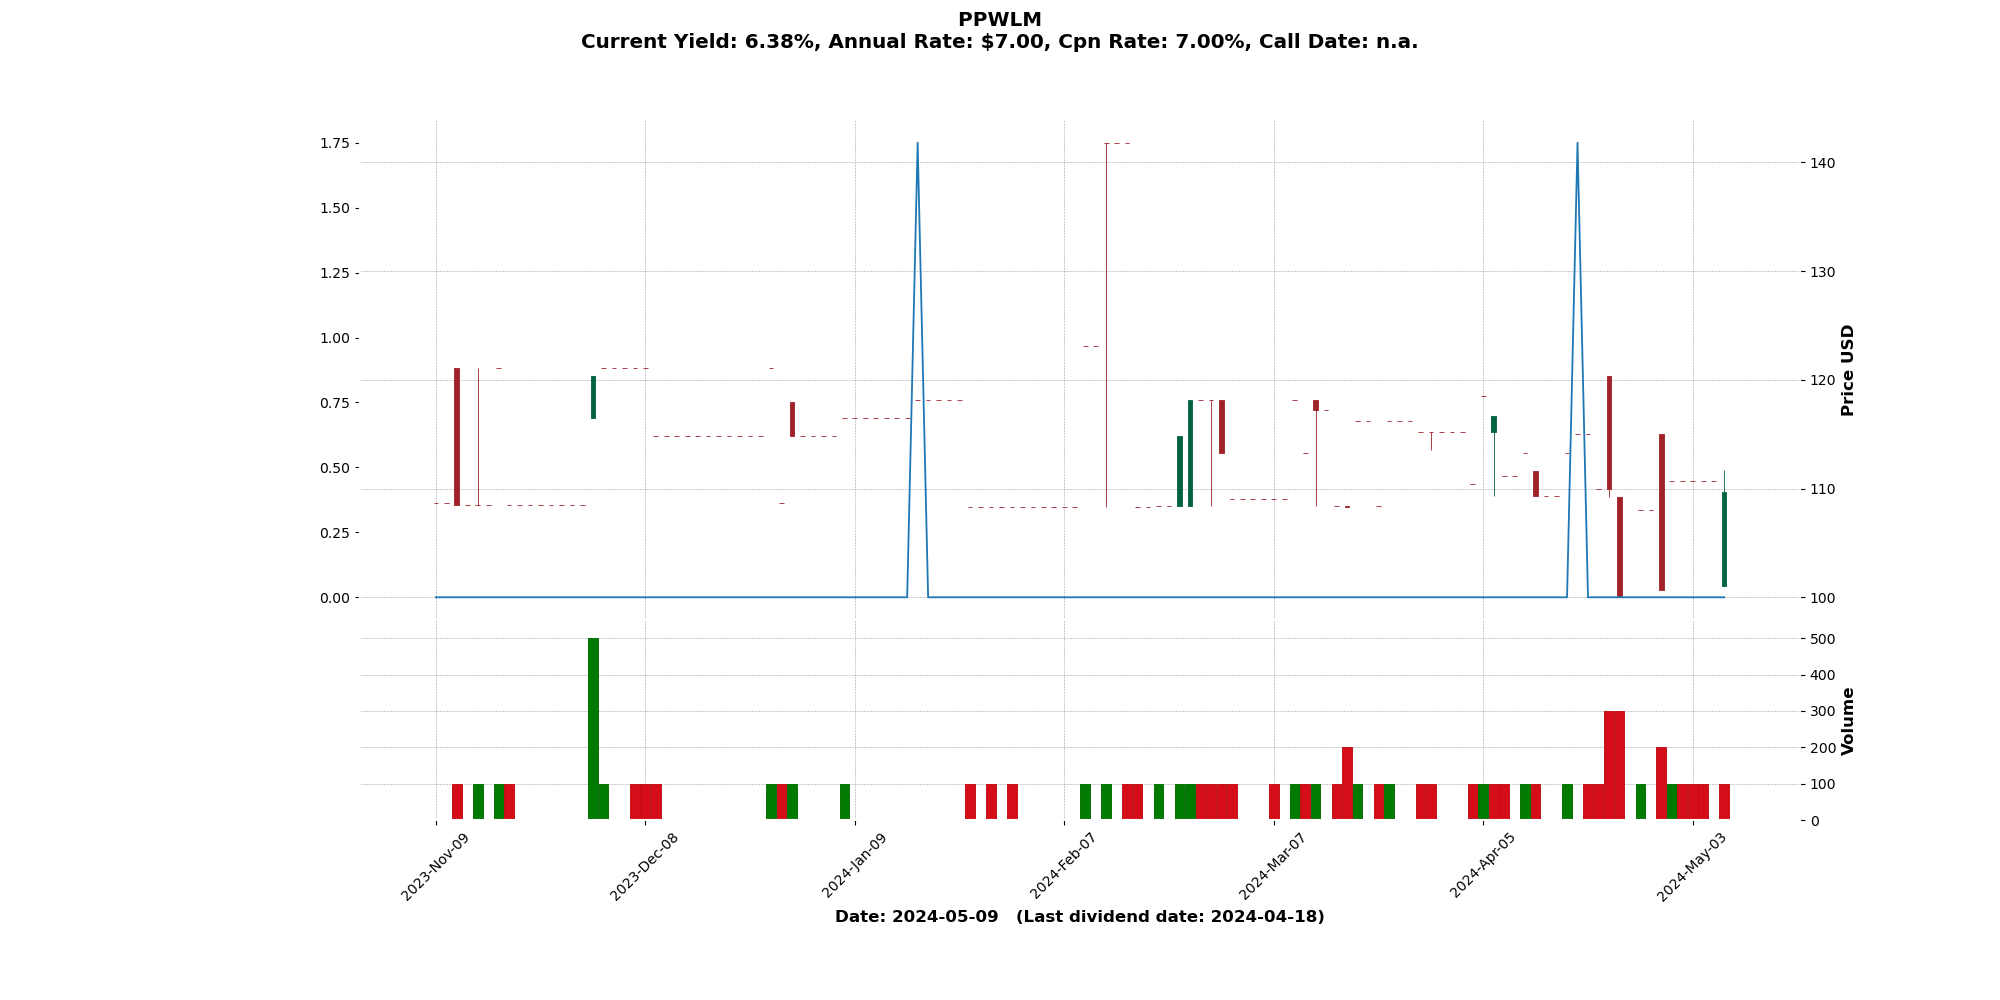 PPWLM
Current Yield: 6.38%, Annual Rate: $7.00, Cpn Rate: 7.00%, Call Date: n.a.
1.75
1.50
1.25
1.00
0.75
0.50
0.25
0.00
140
130
120
110
100
Price USD
500
400
300
200
100
0
Volume
2023-Nov-09
2023-Dec-08
2024-Jan-09
2024-Feb-07
2024-Mar-07
2024-Apr-05
2024-May-03
Date: 2024-05-09 (Last dividend date: 2024-04-18)